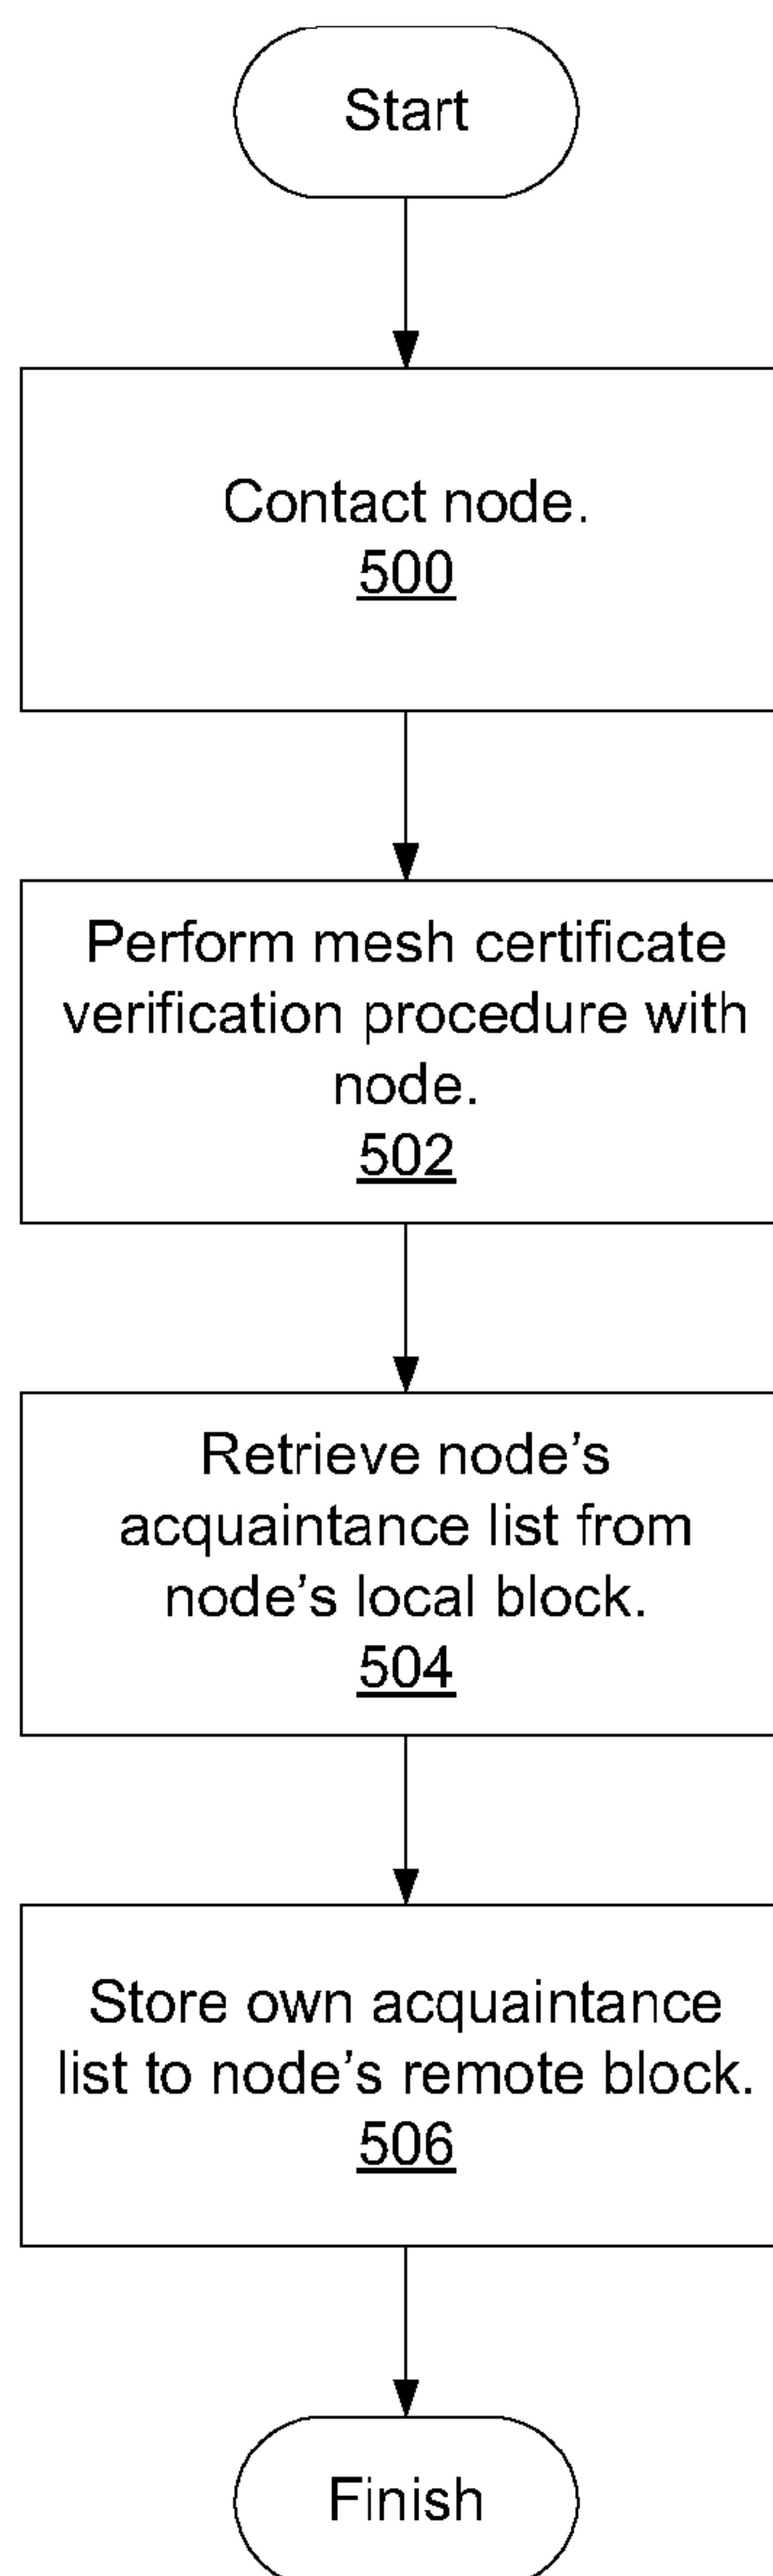 Start
Contact node.
500
Perform mesh certificate
verification procedure with
node.
502
Retrieve node’s
acquaintance list from
node’s local block.
504
Store own acquaintance
list to node’s remote block.
506
Finish